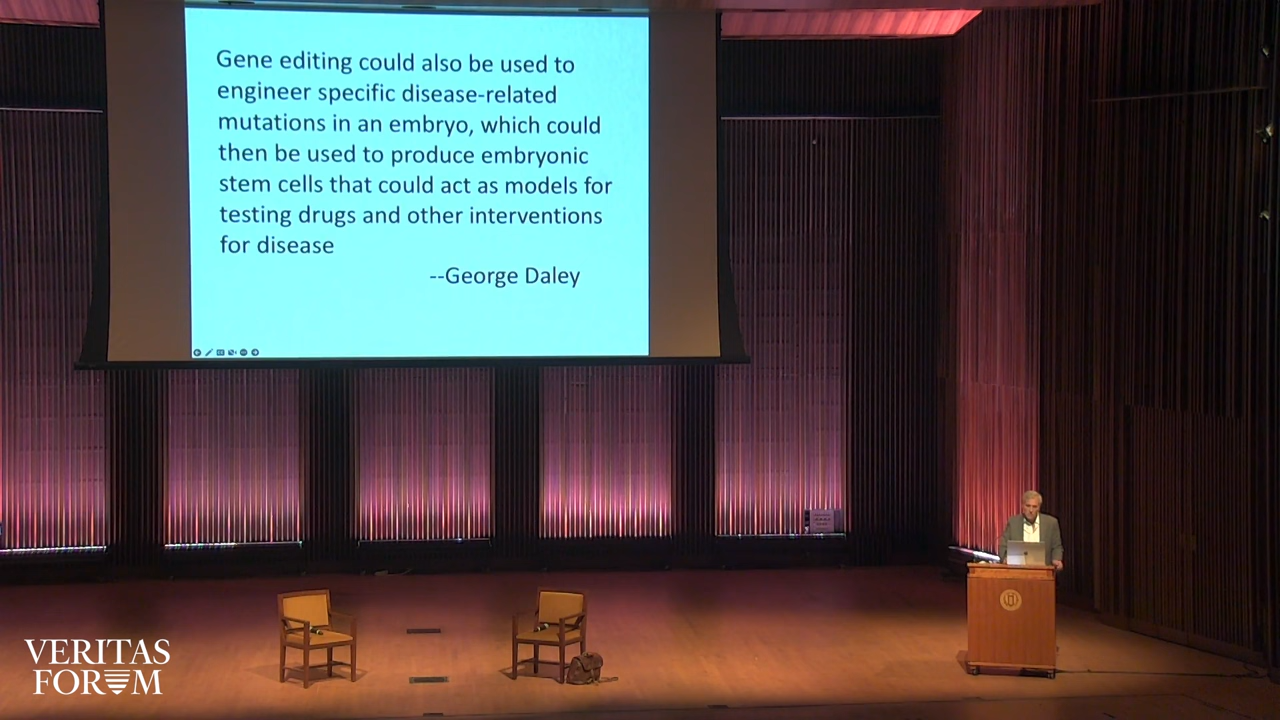 Gene editing could also be used to
engineer specific disease-related
mutations in an embryo, which could
then be used to produce embryonic
stem cells that could act as models for
testing drugs and other interventions
for disease
--George Daley
VERITAS
FORUM